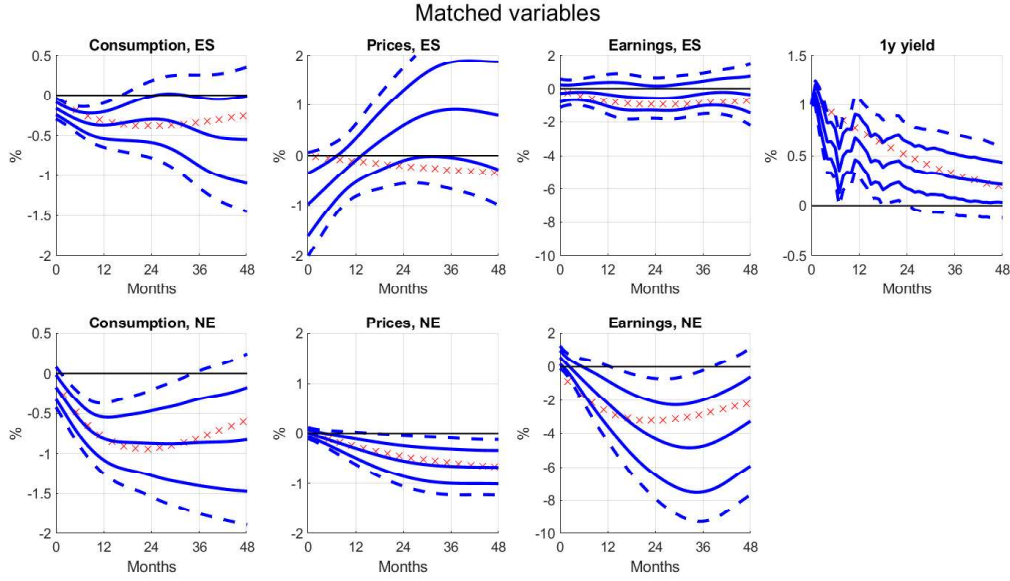 Matched variables
Consumption, ES
Prices, ES
Earnings, ES
1y yield
0.5
0
-0.5
-1
-1.5
-2
%
0 12 24 36 48
Months
2
1
0
-1
-2
%
0 12 24 36 48
Months
2
0
-2
-4
-6
-8
-10
%
0 12 24 36 48
Months
1.5
1
0.5
0
-0.5
%
0 12 24 36 48
Months
Consumption, NE
Prices, NE
Earnings, NE
0.5
0
-0.5
-1
-1.5
-2
%
0 12 24 36 48
Months
2
1
0
-1
-2
%
0 12 24 36 48
Months
2
0
-2
-4
-6
-8
-10
%
0 12 24 36 48
Months